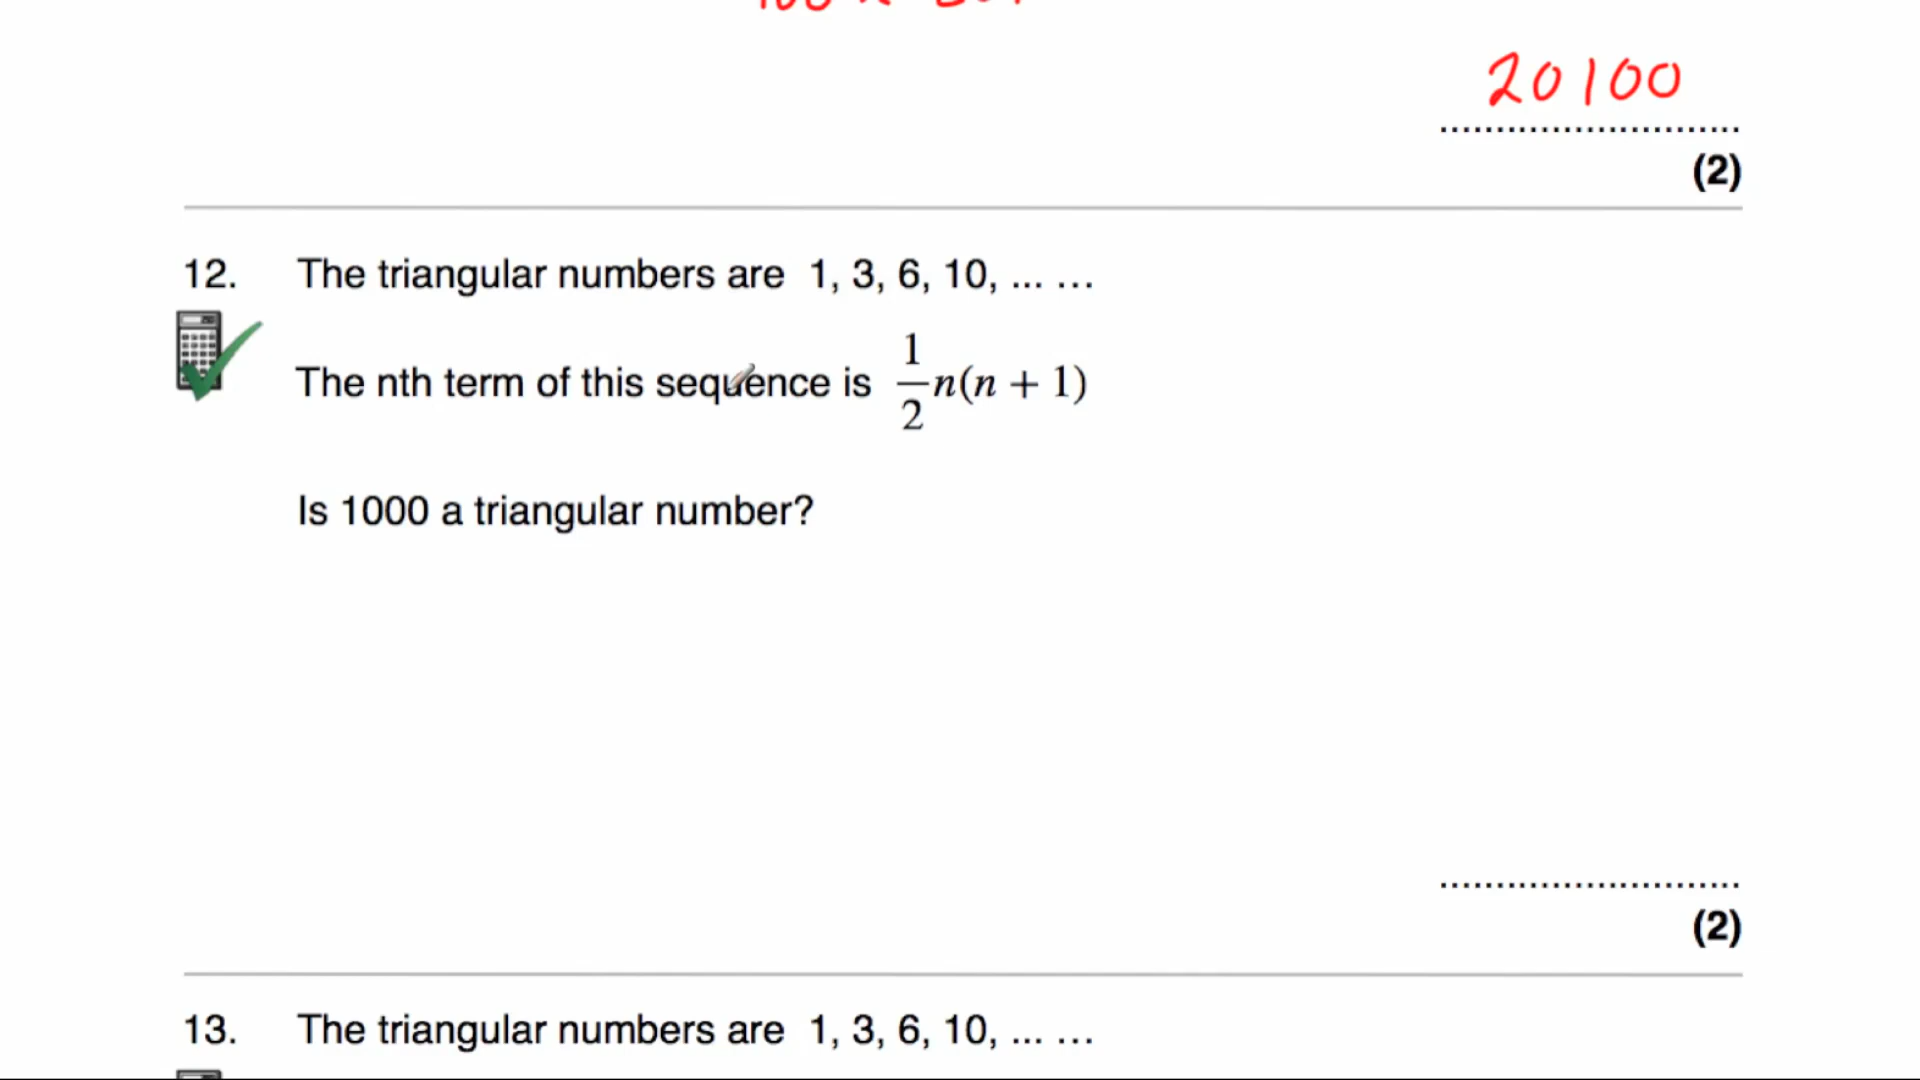 20100
(2)
12. The triangular numbers are 1, 3, 6, 10, ... ...
The nth term of this sequence is \frac{1}{2}n(n + 1)
Is 1000 a triangular number?
(2)
13. The triangular numbers are 1, 3, 6, 10, ... ...